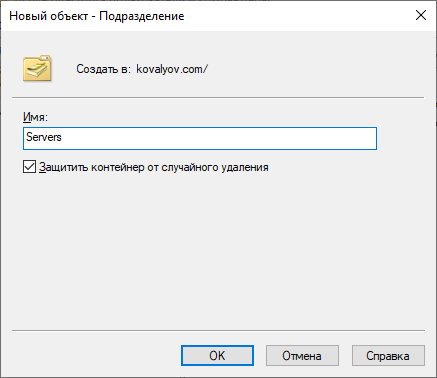 Новый объект - Подразделение
Создать в: kovalyov.com/
Имя:
Servers
Защитить контейнер от случайного удаления
OK
Отмена
Справка